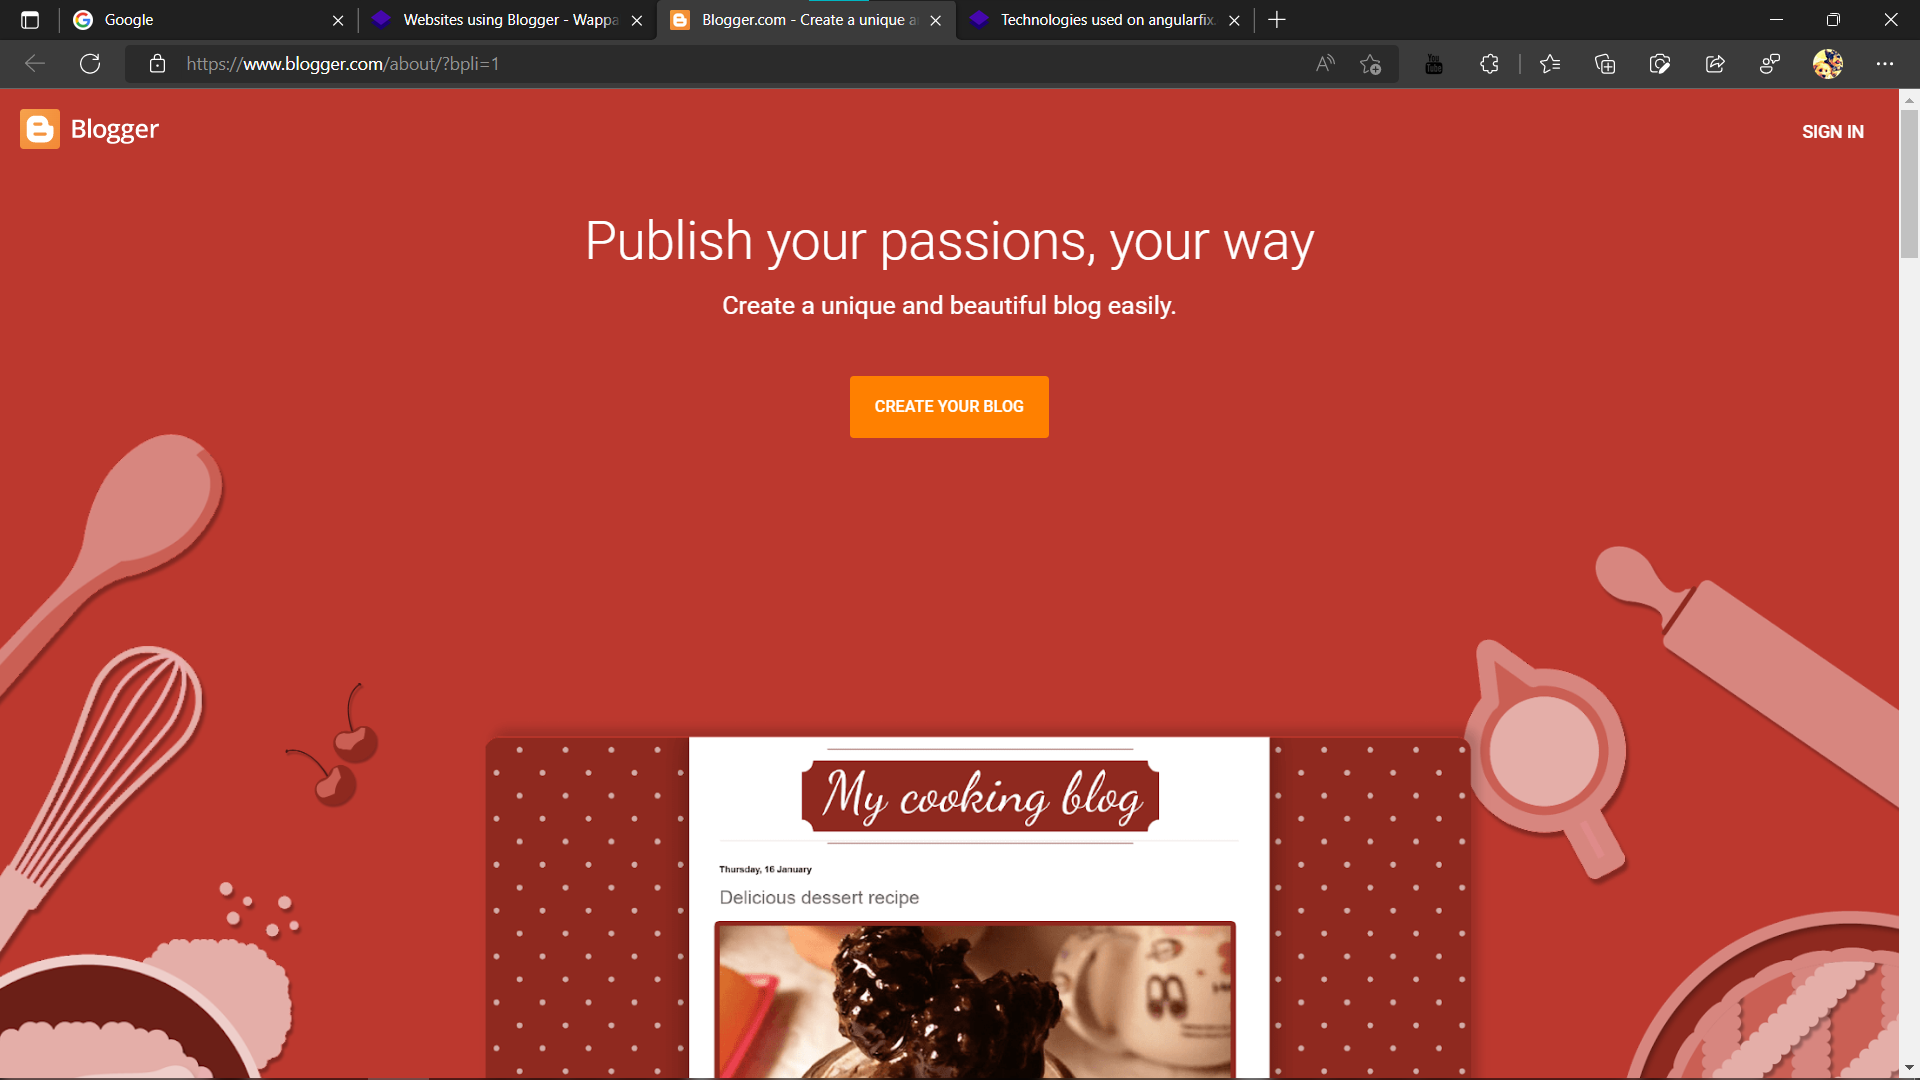 Google
Websites using Blogger - Wappa
Blogger.com - Create a unique a
Technologies used on angularfix.
https://www.blogger.com/about/?bpli=1
Blogger
SIGN IN
Publish your passions, your way
Create a unique and beautiful blog easily.
CREATE YOUR BLOG
My cooking blog
Thursday, 16 January
Delicious dessert recipe